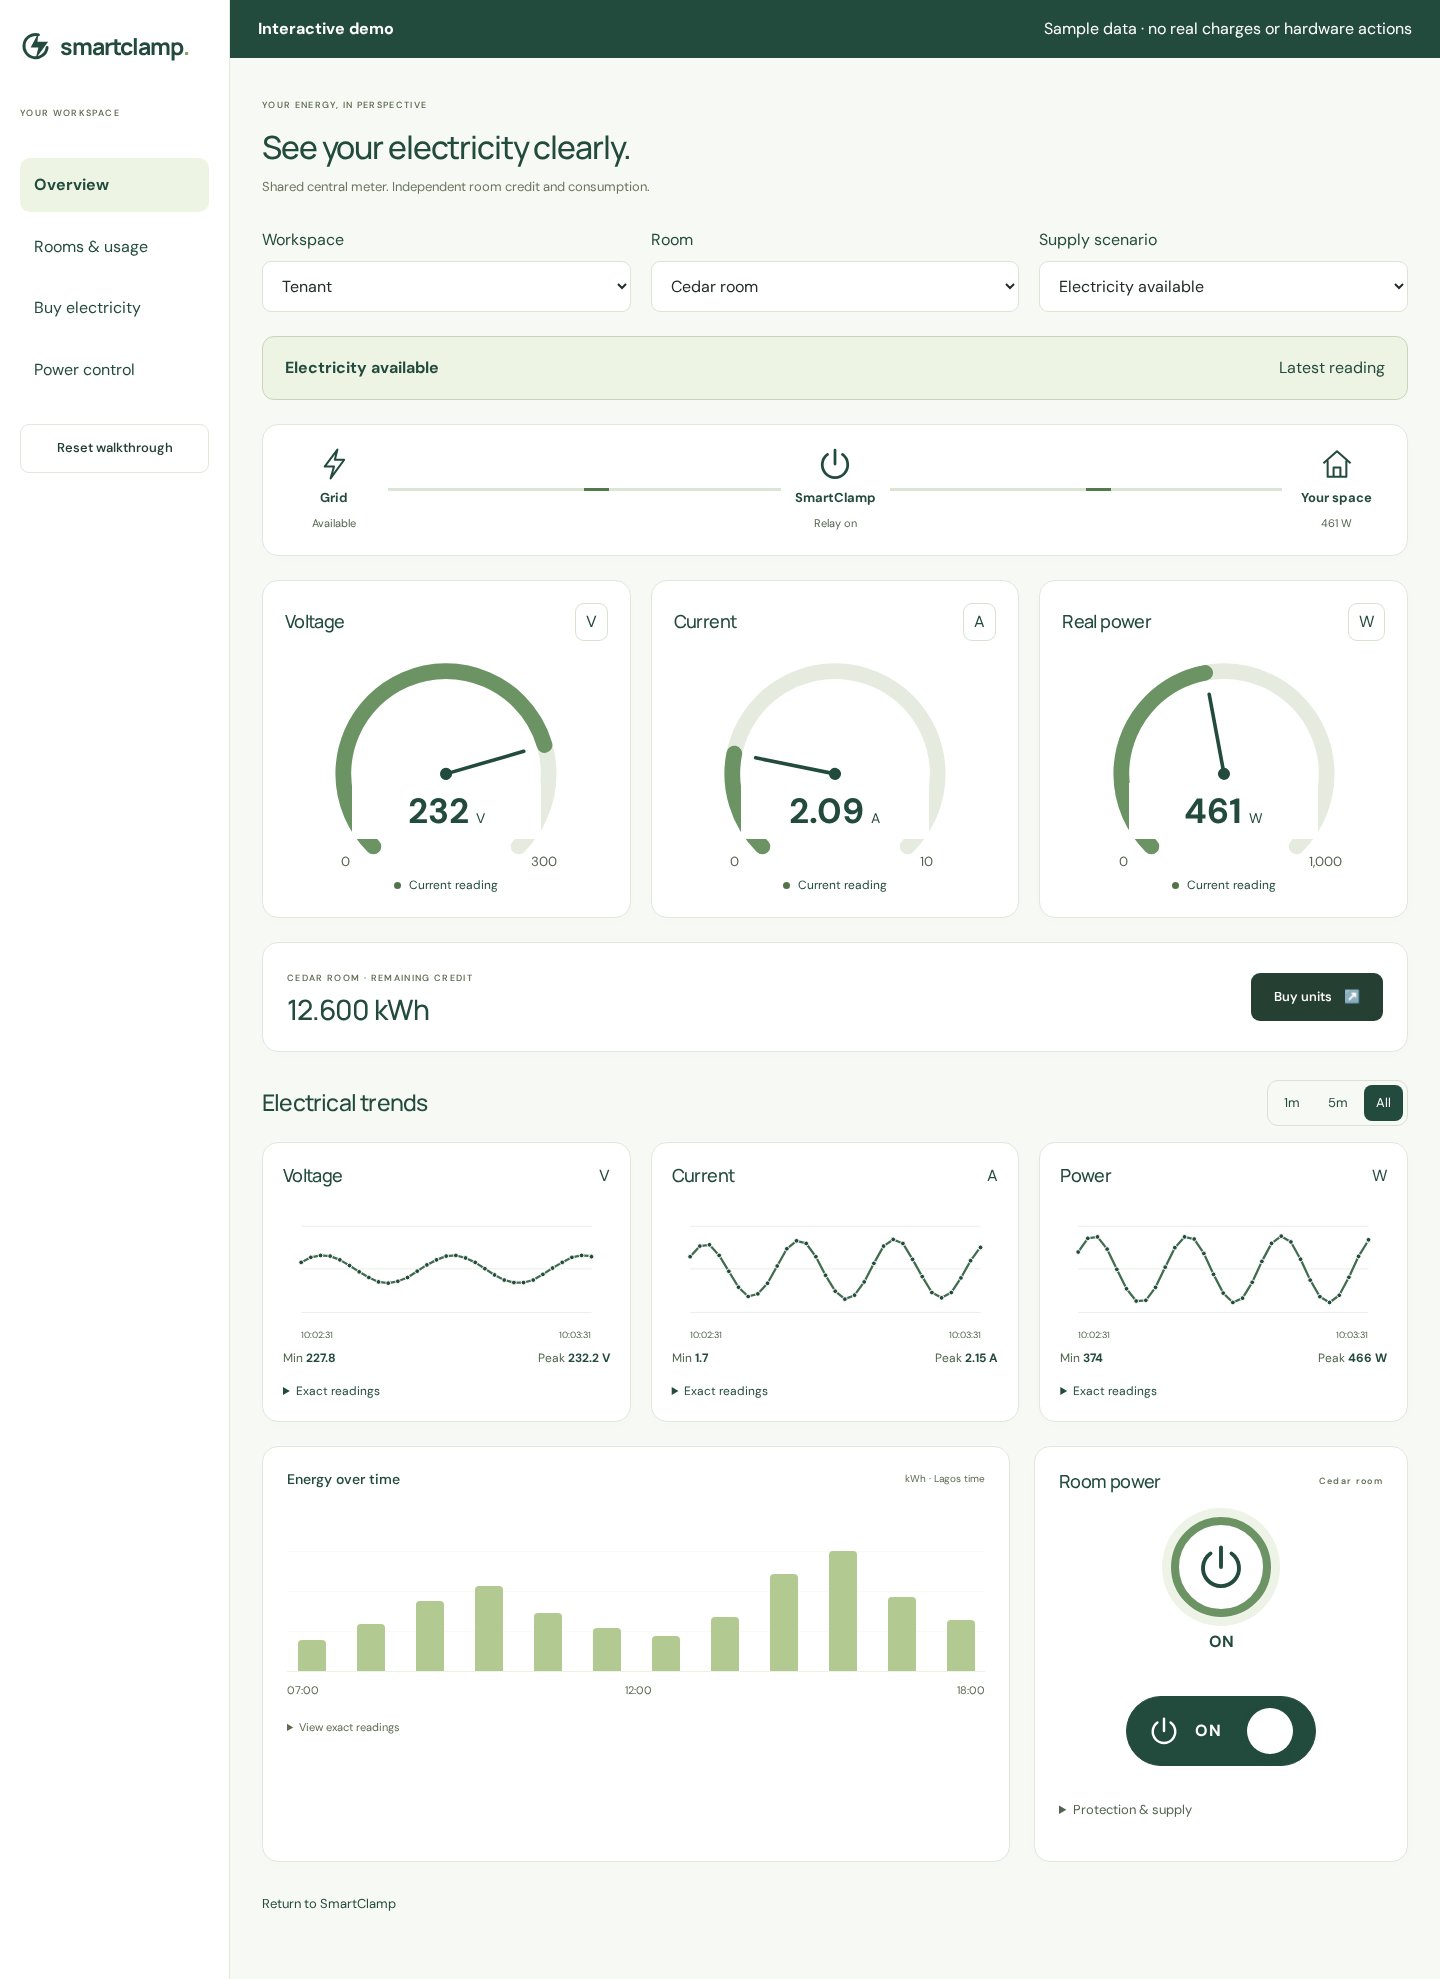 smartclamp.
YOUR WORKSPACE
Overview
Rooms & usage
Buy electricity
Power control
Reset walkthrough
Interactive demo
Sample data · no real charges or hardware actions
YOUR ENERGY, IN PERSPECTIVE
See your electricity clearly.
Shared central meter. Independent room credit and consumption.
Workspace
Room
Supply scenario
Tenant
Cedar room
Electricity available
Electricity available
Latest reading
Grid
Available
SmartClamp
Relay on
Your space
461 W
Voltage
V
232 V
0
300
Current reading
Current
A
2.09 A
0
10
Current reading
Real power
W
461 W
0
1,000
Current reading
CEDAR ROOM · REMAINING CREDIT
12.600 kWh
Buy units
Electrical trends
1m
5m
All
Voltage
V
10:02:31
10:03:31
Min 227.8
Peak 232.2 V
Exact readings
Current
A
10:02:31
10:03:31
Min 1.7
Peak 2.15 A
Exact readings
Power
W
10:02:31
10:03:31
Min 374
Peak 466 W
Exact readings
Energy over time
kWh · Lagos time
07:00
12:00
18:00
View exact readings
Room power
Cedar room
ON
ON
Protection & supply
Return to SmartClamp